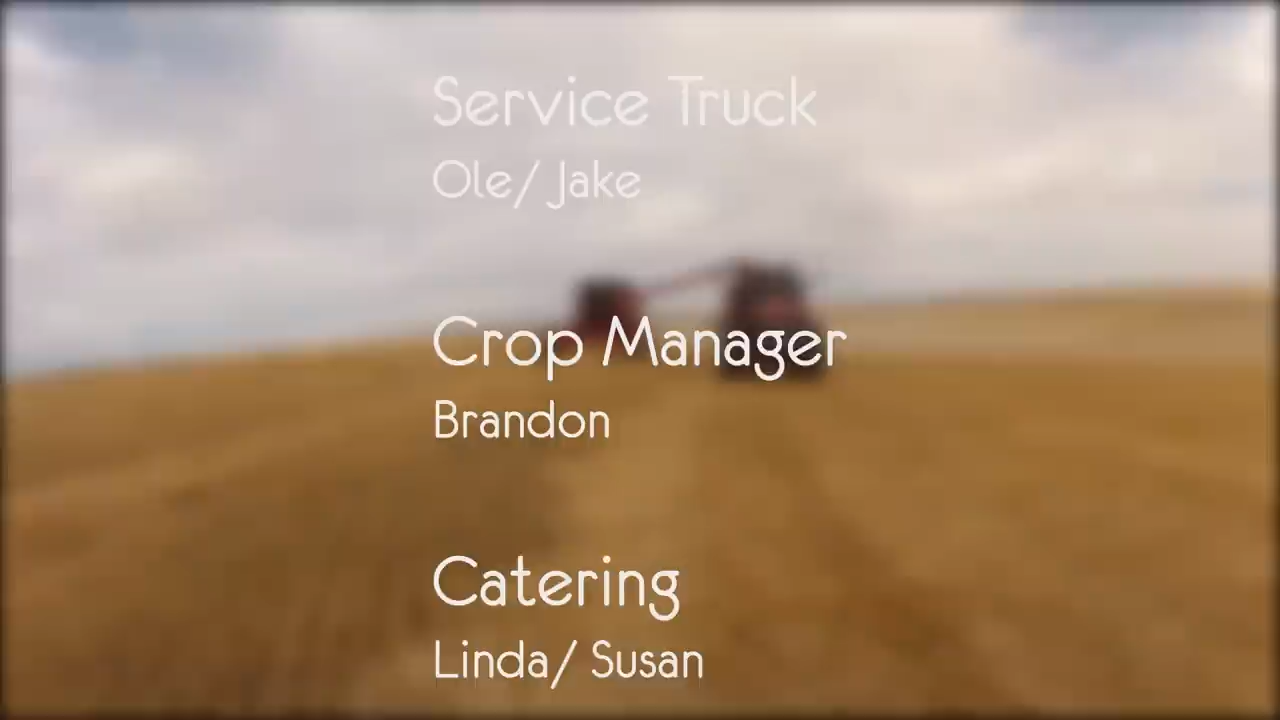 Service Truck
Ole/ Jake
Crop Manager
Brandon
Catering
Linda/ Susan